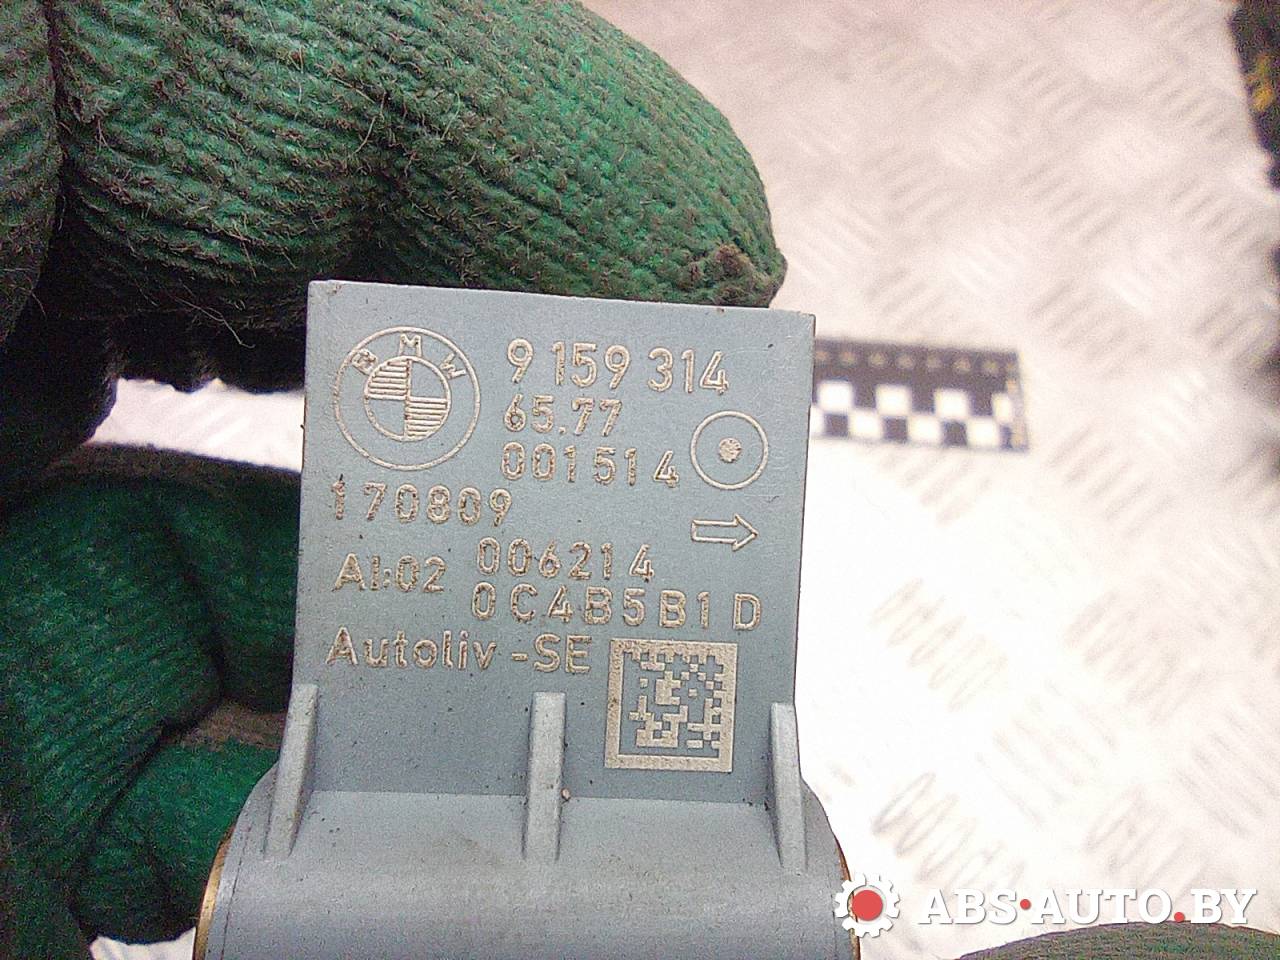 BMW
9 159 314
65.77
001514
170809
006214
AI:02
0C4B5B1D
Autoliv-SE
ABS·AUTO.BY